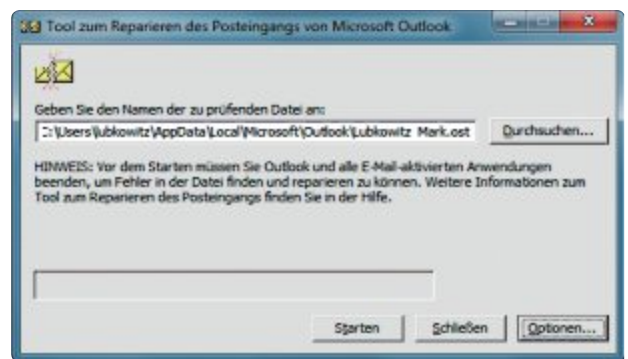 Tool zum Reparieren des Posteingangs von Microsoft Outlook
Geben Sie den Namen der zu prüfenden Datei an:
C:\Users\lubkowitz\AppData\Local\Microsoft\Outlook\Lubkowitz Mark.ost
Durchsuchen...
HINWEIS: Vor dem Starten müssen Sie Outlook und alle E-Mail-aktivierten Anwendungen
beenden, um Fehler in der Datei finden und reparieren zu können. Weitere Informationen zum
Tool zum Reparieren des Posteingangs finden Sie in der Hilfe.
Starten
Schließen
Optionen...